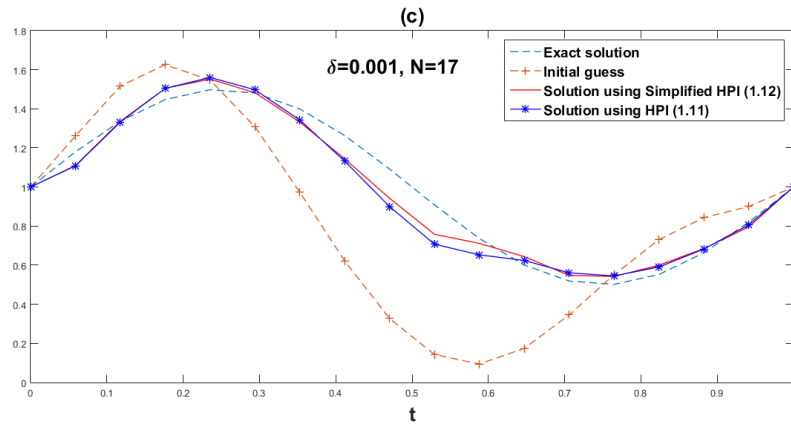 (c)
δ=0.001, N=17
Exact solution
Initial guess
Solution using Simplified HPI (1.12)
Solution using HPI (1.11)
1.8
1.6
1.4
1.2
1
0.8
0.6
0.4
0.2
0
0 0.1 0.2 0.3 0.4 0.5 0.6 0.7 0.8 0.9
t